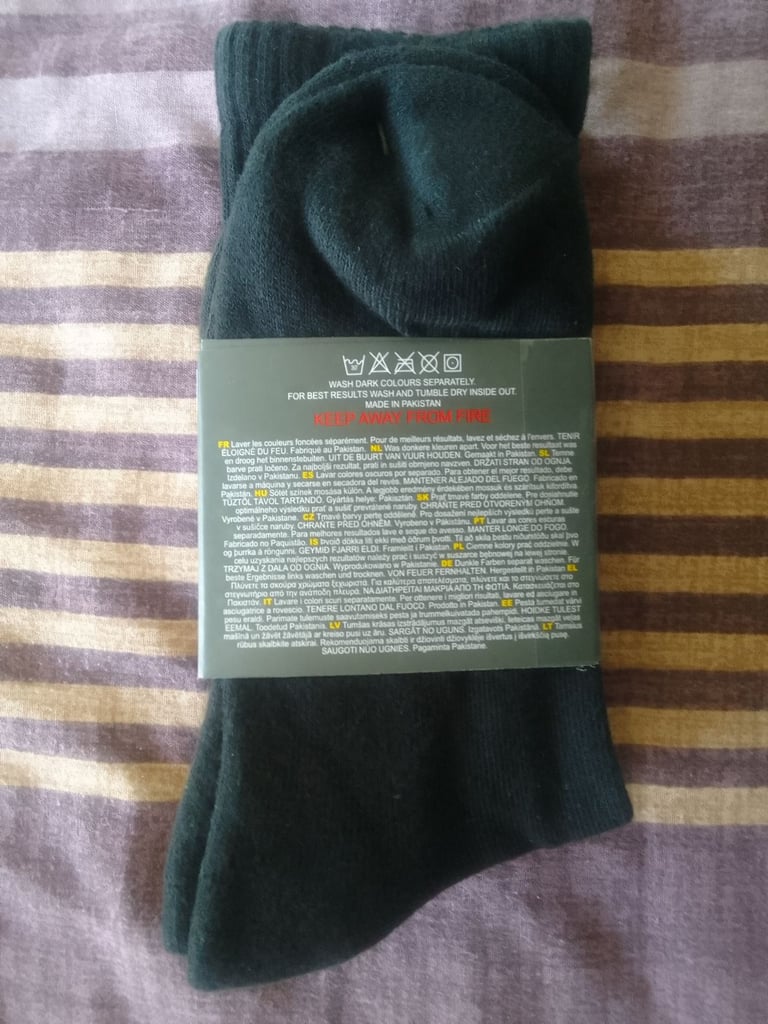 WASH DARK COLOURS SEPARATELY.
FOR BEST RESULTS WASH AND TUMBLE DRY INSIDE OUT.
MADE IN PAKISTAN
KEEP AWAY FROM FIRE
FR Laver les couleurs foncées séparément. Pour de meilleurs résultats, lavez et séchez à l'envers. TENIR
ÉLOIGNÉ DU FEU. Fabriqué au Pakistan. NL Was donkere kleuren apart. Voor het beste resultaat was
en droog het binnenstebuiten. UIT DE BUURT VAN VUUR HOUDEN. Gemaakt in Pakistan. SL Temne
barve prati ločeno. Za najboljši rezultat, prati in sušiti obrnjeno navzven. DRŽATI STRAN OD OGNJA.
Izdelano v Pakistanu. ES Lavar colores oscuros por separado. Para obtener el mejor resultado, debe
lavarse a máquina y secarse en secadora del revés. MANTENER ALEJADO DEL FUEGO. Fabricado en
Pakistán. HU Sötét színek mosása külön. A legjobb eredmény érdekében mossuk és szárítsuk kifordítva
TŰZTŐL TÁVOL TARTANDÓ. Gyártás helye: Pakisztán. SK Prať tmavé farby oddelene. Pre dosiahnutie
optimálneho výsledku prať a sušiť prevrátené naruby. CHRÁNTE PRED OTVORENÝM OHNOM.
Vyrobené v Pakistane. CZ Tmavé barvy perte odděleně. Pro dosažení nejlepších výsledků perte a sušte
v sušičce naruby. CHRAŇTE PŘED OHNĚM. Vyrobeno v Pákistánu. PT Lavar as cores escuras
separadamente. Para melhores resultados lave e seque do avesso. MANTER LONGE DO FOGO.
Fabricado no Paquistão. IS Þvoið dökka liti ekki með öðrum þvotti. Til að skila bestu niðurstöðu skal þvo
og þurrka á röngunni. GEYMID FJARRI ELDI. Framleitt í Pakistan. PL Ciemne kolory prać oddzielnie. W
celu uzyskania najlepszych rezultatów należy prać i suszyć w suszarce bębnowej na lewej stronie.
TRZYMAJ Z DALA OD OGNIA. Wyprodukowano w Pakistanie. DE Dunkle Farben separat waschen. Für
beste Ergebnisse links waschen und trocknen. VON FEUER FERNHALTEN. Hergestellt in Pakistan EL
Πλύνετε τα σκούρα χρώματα ξεχωριστά. Για καλύτερα αποτελέσματα, πλύνετε και το στεγνώστε στο
στεγνωτήριο από την ανάποδη πλευρά. ΝΑ ΔΙΑΤΗΡΕΙΤΑΙ ΜΑΚΡΙΑ ΑΠΟ ΤΗ ΦΩΤΙΑ. Κατασκευάζεται στο
Πακιστάν. IT Lavare i colori scuri separatamente. Per ottenere i migliori risultati, lavare ed asciugare in
asciugatrice a rovescio. TENERE LONTANO DAL FUOCO. Prodotto in Pakistan. EE Pesta tumedat värvi
pesu eraldi. Parimate tulemuste saavutamiseks pesta ja trummelkuivatada pahempidi. HOIDKE TULEST
EEMAL. Toodetud Pakistanis. LV Tumšas krāsas izstrādājumus mazgāt atsevišķi, lietas mazgāt vejas
mašīnā un žāvēt žāvētājā ar kreiso pusi uz āru. SARGĀT NO UGUNS. Izgatavots Pakistānā. LT Tamsius
rūbus skalbkite atskirai. Rekomenduojama skalbti ir džiovinti džiovyklėje išvertus į išvirkščią pusę.
SAUGOTI NUO UGNIES. Pagaminta Pakistane.